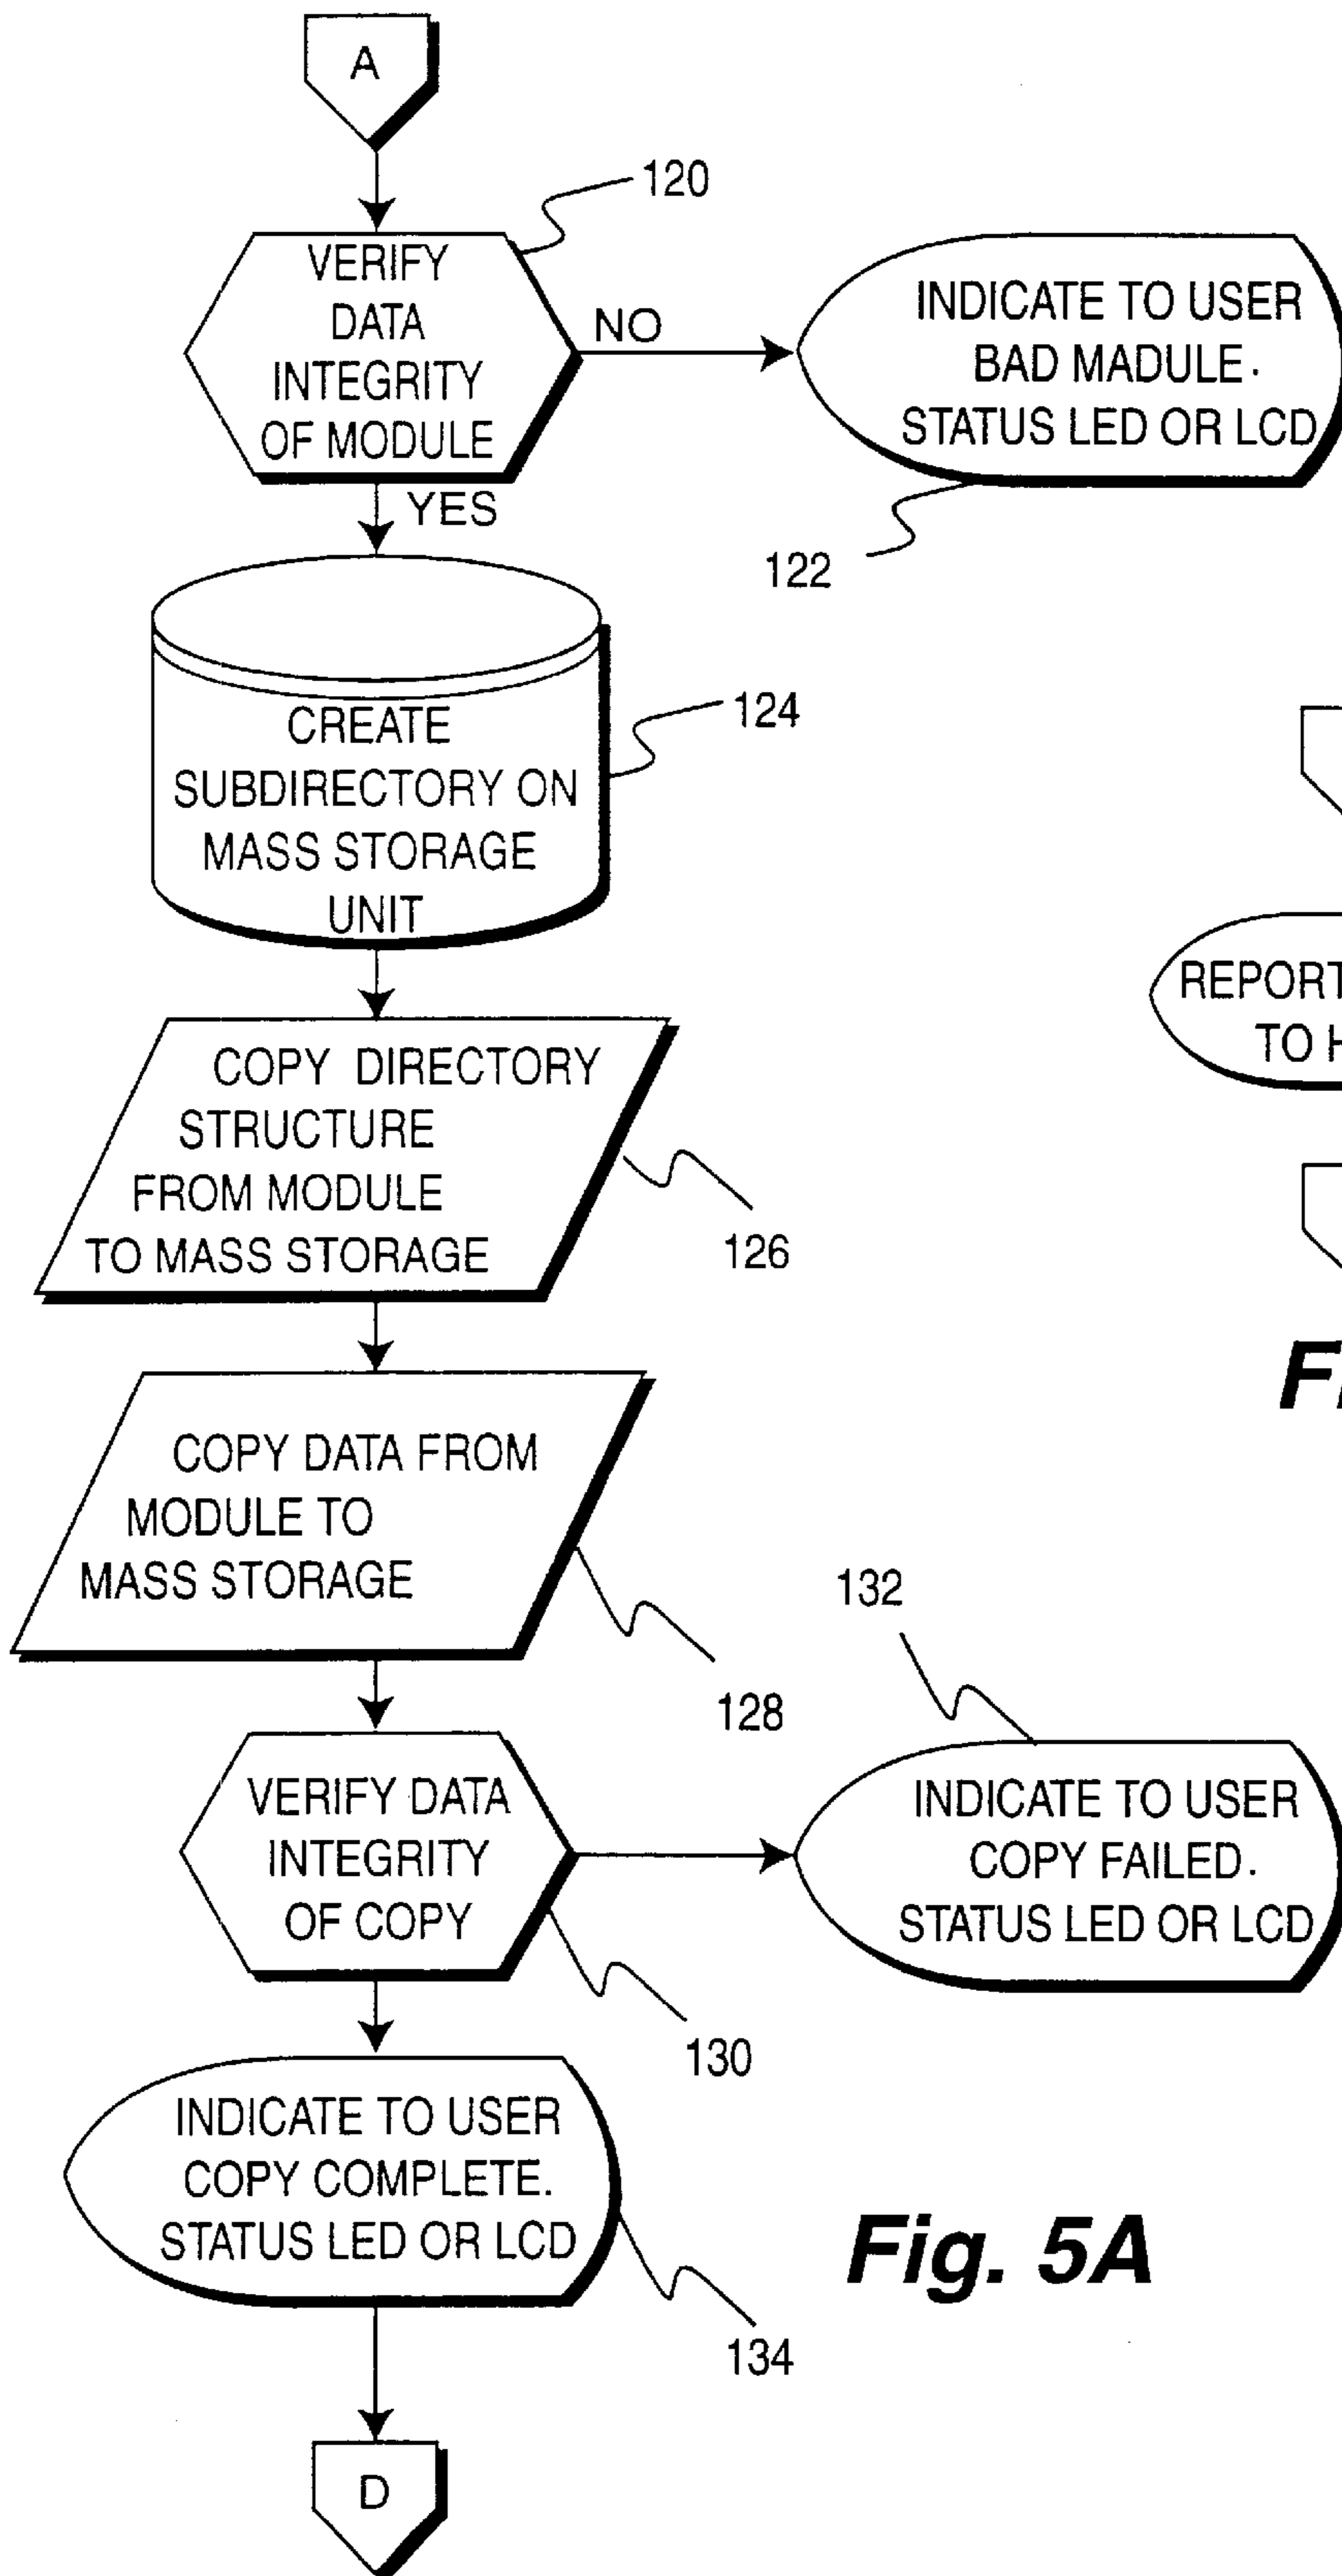 A
120
VERIFY
DATA
INTEGRITY
OF MODULE
NO
INDICATE TO USER
BAD MADULE.
STATUS LED OR LCD
122
YES
CREATE
SUBDIRECTORY ON
MASS STORAGE
UNIT
124
COPY DIRECTORY
STRUCTURE
FROM MODULE
TO MASS STORAGE
126
COPY DATA FROM
MODULE TO
MASS STORAGE
128
VERIFY DATA
INTEGRITY
OF COPY
130
132
INDICATE TO USER
COPY FAILED.
STATUS LED OR LCD
INDICATE TO USER
COPY COMPLETE.
STATUS LED OR LCD
134
D
Fig. 5A
REPORT
TO